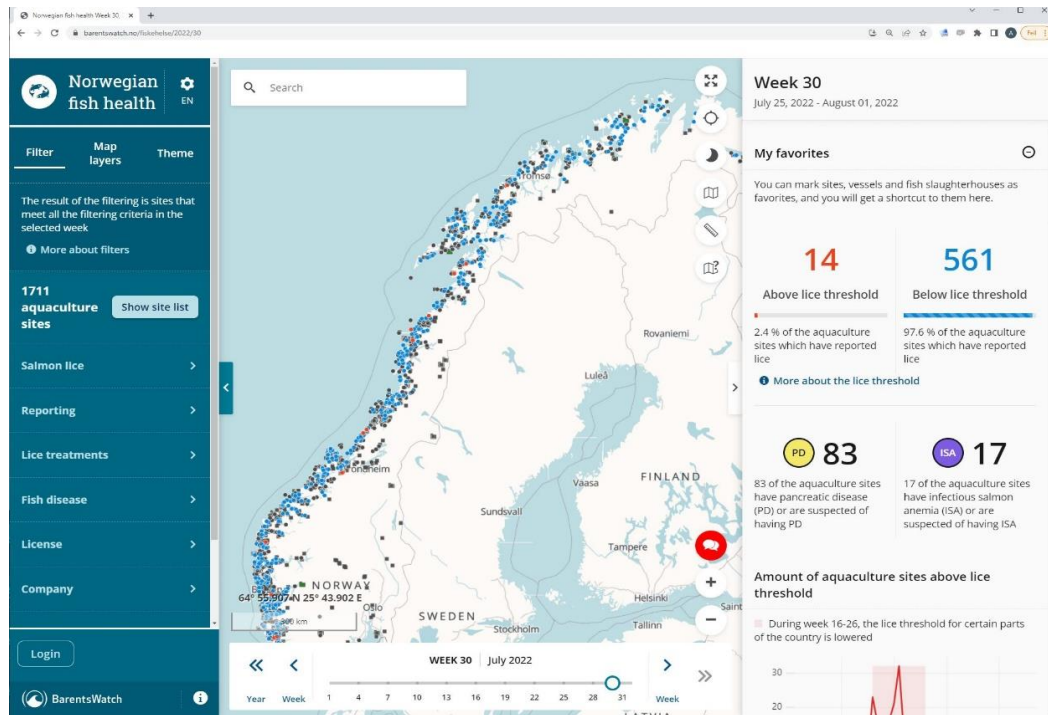 Norwegian fish health Week 30,
barentswatch.no/fiskehelse/2022/30
Norwegian
fish health
EN
Filter
Map
layers
Theme
The result of the filtering is sites that
meet all the filtering criteria in the
selected week
More about filters
1711
aquaculture
sites
Show site list
Salmon lice
Reporting
Lice treatments
Fish disease
License
Company
Login
BarentsWatch
Search
Tromsø
Rovaniemi
Luleå
Trondheim
Vaasa
FINLAND
Sundsvall
Tampere
NORWAY
64° 55.907 N 25° 43.902 E
Oslo
Helsinki
Saint
300 km
SWEDEN
Stockholm
Tallinn
LATVIA
WEEK 30 July 2022
Year
Week
1 4 7 10 13 16 19 22 25 28 31
Week
Week 30
July 25, 2022 - August 01, 2022
My favorites
You can mark sites, vessels and fish slaughterhouses as
favorites, and you will get a shortcut to them here.
14
Above lice threshold
2.4 % of the aquaculture
sites which have reported
lice
561
Below lice threshold
97.6 % of the aquaculture
sites which have reported
lice
More about the lice threshold
PD 83
83 of the aquaculture sites
have pancreatic disease
(PD) or are suspected of
having PD
ISA 17
17 of the aquaculture sites
have infectious salmon
anemia (ISA) or are
suspected of having ISA
Amount of aquaculture sites above lice
threshold
During week 16-26, the lice threshold for certain parts
of the country is lowered
30
20